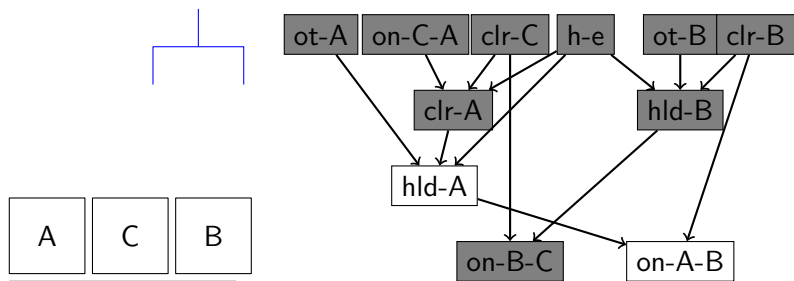 ot-A on-C-A clr-C h-e ot-B clr-B
clr-A hld-B
hld-A
A C B
on-B-C on-A-B